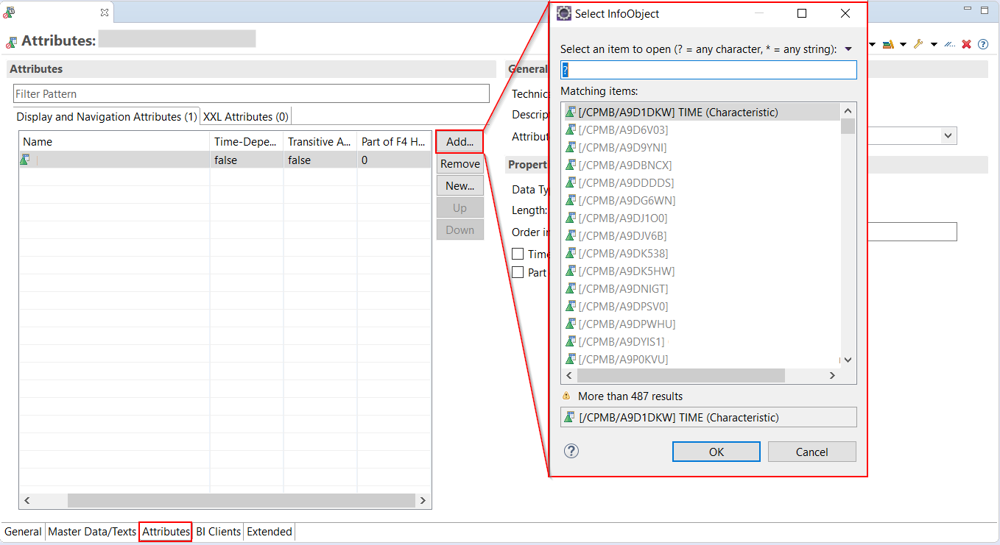 Attributes:
Attributes
Filter Pattern
Display and Navigation Attributes (1) XXL Attributes (0)
Name Time-Depe... Transitive A... Part of F4 H...
false false 0
Add...
Remove
New...
Up
Down
General
Technic
Descrip
Attribut
Propert
Data Ty
Length:
Order in
Time
Part
Select InfoObject
Select an item to open (? = any character, * = any string):
?
Matching items:
[/CPMB/A9D1DKW] TIME (Characteristic)
[/CPMB/A9D6V03]
[/CPMB/A9D9YNI]
[/CPMB/A9DBNCX]
[/CPMB/A9DDDDS]
[/CPMB/A9DG6WN]
[/CPMB/A9DJ1O0]
[/CPMB/A9DJV6B]
[/CPMB/A9DK538]
[/CPMB/A9DK5HW]
[/CPMB/A9DNIGT]
[/CPMB/A9DPSV0]
[/CPMB/A9DPWHU]
[/CPMB/A9DYIS1]
[/CPMB/A9P0KVU]
More than 487 results
[/CPMB/A9D1DKW] TIME (Characteristic)
OK Cancel
General Master Data/Texts Attributes BI Clients Extended